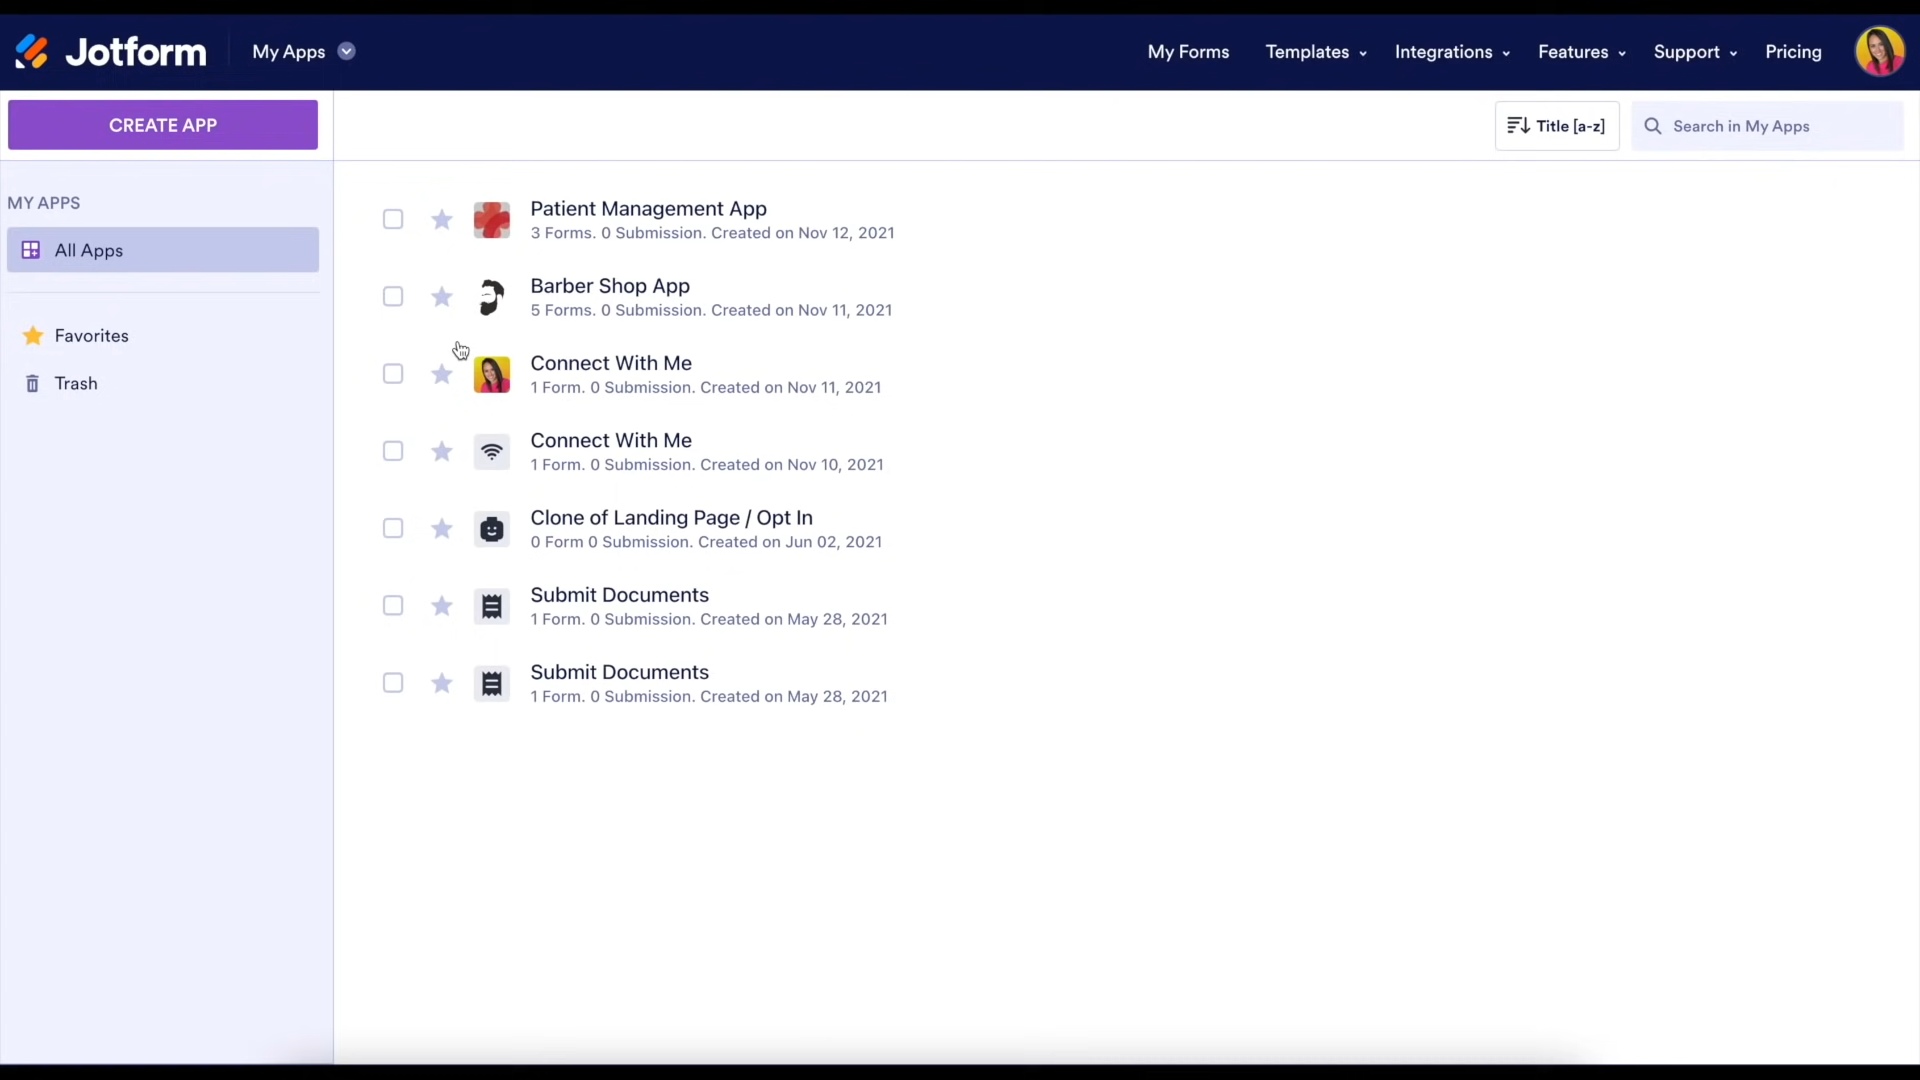 Jotform
My Apps
My Forms
Templates
Integrations
Features
Support
Pricing
CREATE APP
Title [a-z]
Search in My Apps
MY APPS
All Apps
Favorites
Trash
Patient Management App
3 Forms. 0 Submission. Created on Nov 12, 2021
Barber Shop App
5 Forms. 0 Submission. Created on Nov 11, 2021
Connect With Me
1 Form. 0 Submission. Created on Nov 11, 2021
Connect With Me
1 Form. 0 Submission. Created on Nov 10, 2021
Clone of Landing Page / Opt In
0 Form 0 Submission. Created on Jun 02, 2021
Submit Documents
1 Form. 0 Submission. Created on May 28, 2021
Submit Documents
1 Form. 0 Submission. Created on May 28, 2021